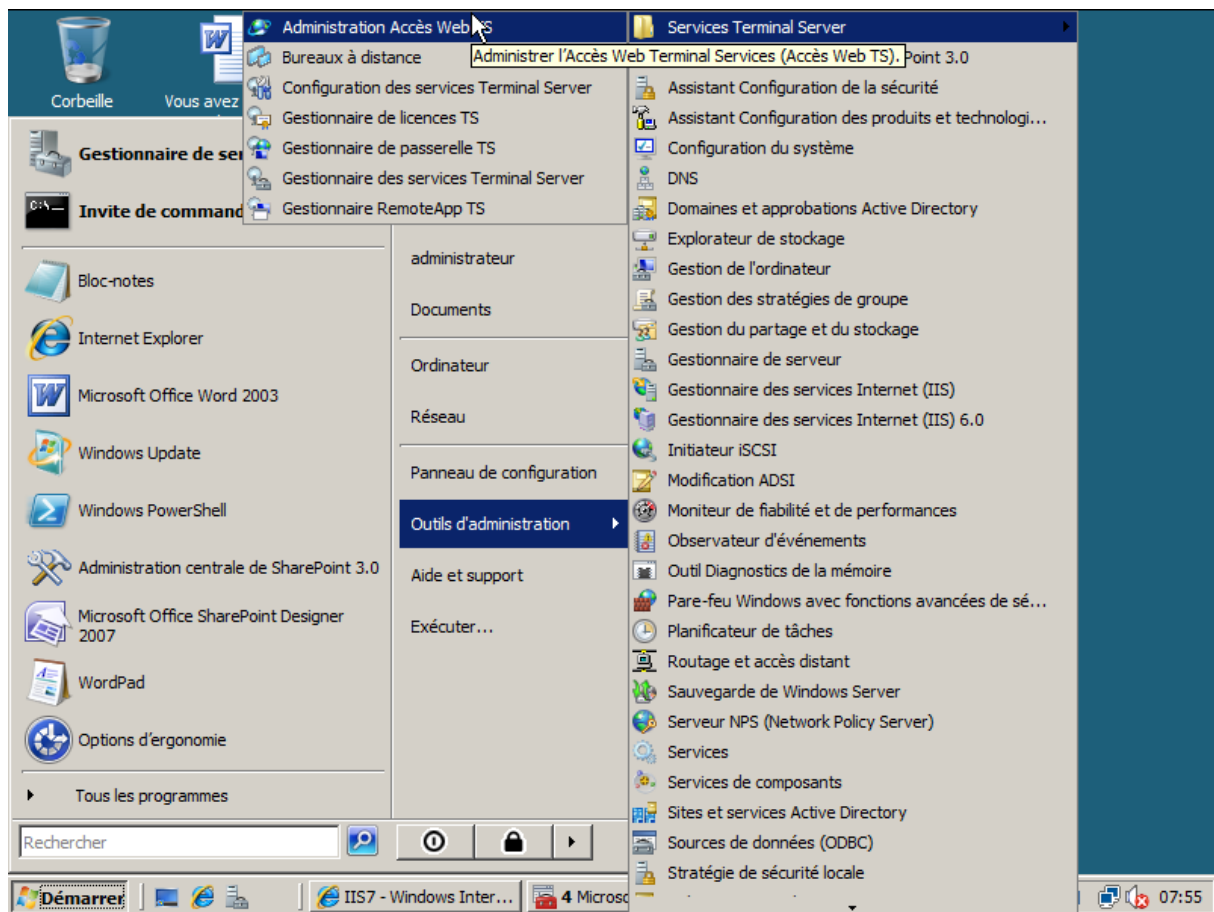 Corbeille
Vous avez
Administration Accès Web TS
Bureaux à distance
Configuration des services Terminal Server
Gestionnaire de licences TS
Gestionnaire de passerelle TS
Gestionnaire des services Terminal Server
Gestionnaire RemoteApp TS
Administrer l'Accès Web Terminal Services (Accès Web TS).
Services Terminal Server
Point 3.0
Assistant Configuration de la sécurité
Assistant Configuration des produits et technologi...
Configuration du système
DNS
Domaines et approbations Active Directory
Explorateur de stockage
Gestion de l'ordinateur
Gestion des stratégies de groupe
Gestion du partage et du stockage
Gestionnaire de serveur
Gestionnaire des services Internet (IIS)
Gestionnaire des services Internet (IIS) 6.0
Initiateur iSCSI
Modification ADSI
Moniteur de fiabilité et de performances
Observateur d'événements
Outil Diagnostics de la mémoire
Pare-feu Windows avec fonctions avancées de sé...
Planificateur de tâches
Routage et accès distant
Sauvegarde de Windows Server
Serveur NPS (Network Policy Server)
Services
Services de composants
Sites et services Active Directory
Sources de données (ODBC)
Stratégie de sécurité locale
Gestionnaire de ser
C:\
Invite de command
Bloc-notes
Internet Explorer
Microsoft Office Word 2003
Windows Update
Windows PowerShell
Administration centrale de SharePoint 3.0
Microsoft Office SharePoint Designer
2007
WordPad
Options d'ergonomie
Tous les programmes
Rechercher
administrateur
Documents
Ordinateur
Réseau
Panneau de configuration
Outils d'administration
Aide et support
Exécuter...
Démarrer
IIS7 - Windows Inter...
4 Microso
07:55